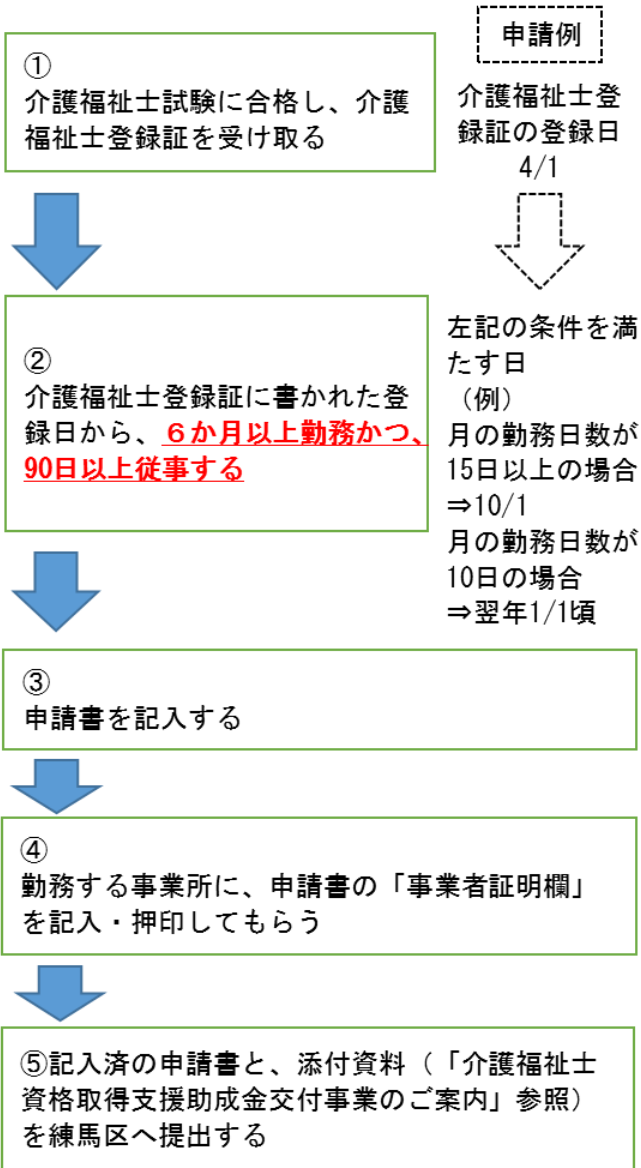 ①
介護福祉士試験に合格し、介護
福祉士登録証を受け取る
申請例
介護福祉士登
録証の登録日
4/1
②
介護福祉士登録証に書かれた登
録日から、６か月以上勤務かつ、
90日以上従事する
左記の条件を満
たす日
（例）
月の勤務日数が
15日以上の場合
⇒10/1
月の勤務日数が
10日の場合
⇒翌年1/1頃
③
申請書を記入する
④
勤務する事業所に、申請書の「事業者証明欄」
を記入・押印してもらう
⑤記入済の申請書と、添付資料（「介護福祉士
資格取得支援助成金交付事業のご案内」参照）
を練馬区へ提出する